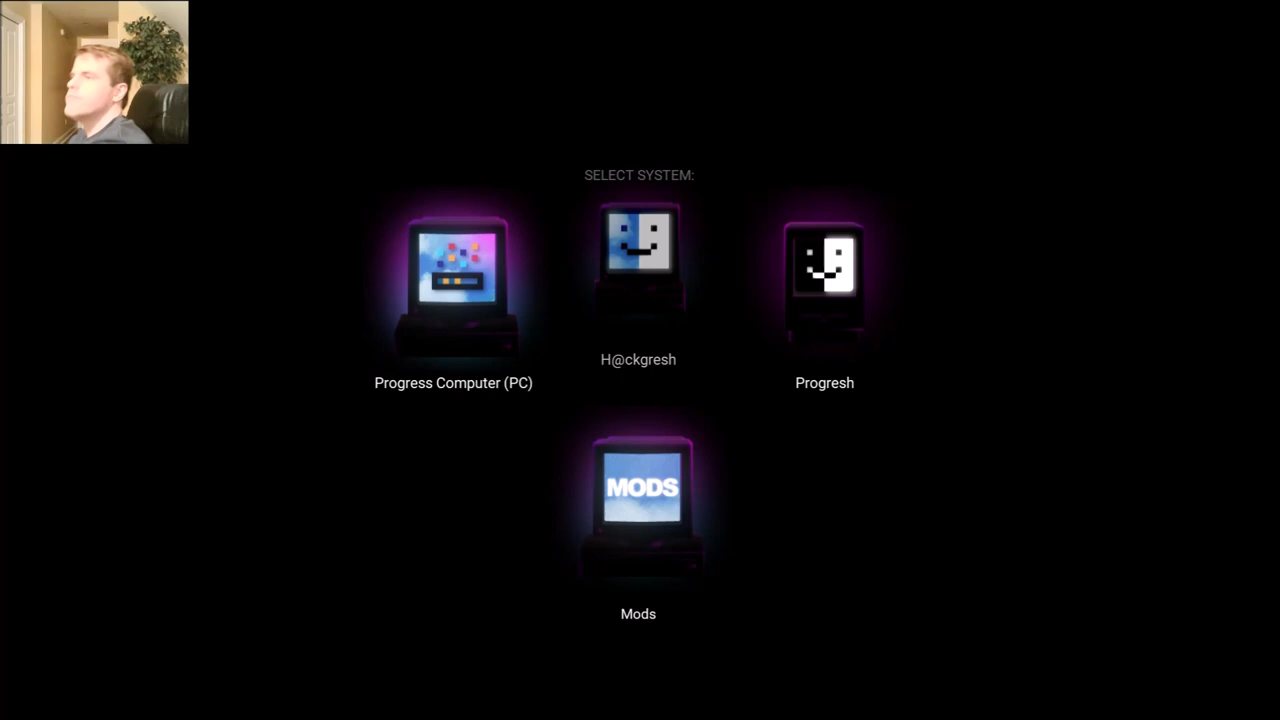 SELECT SYSTEM:
H@ckgresh
Progress Computer (PC)
Progresh
MODS
Mods